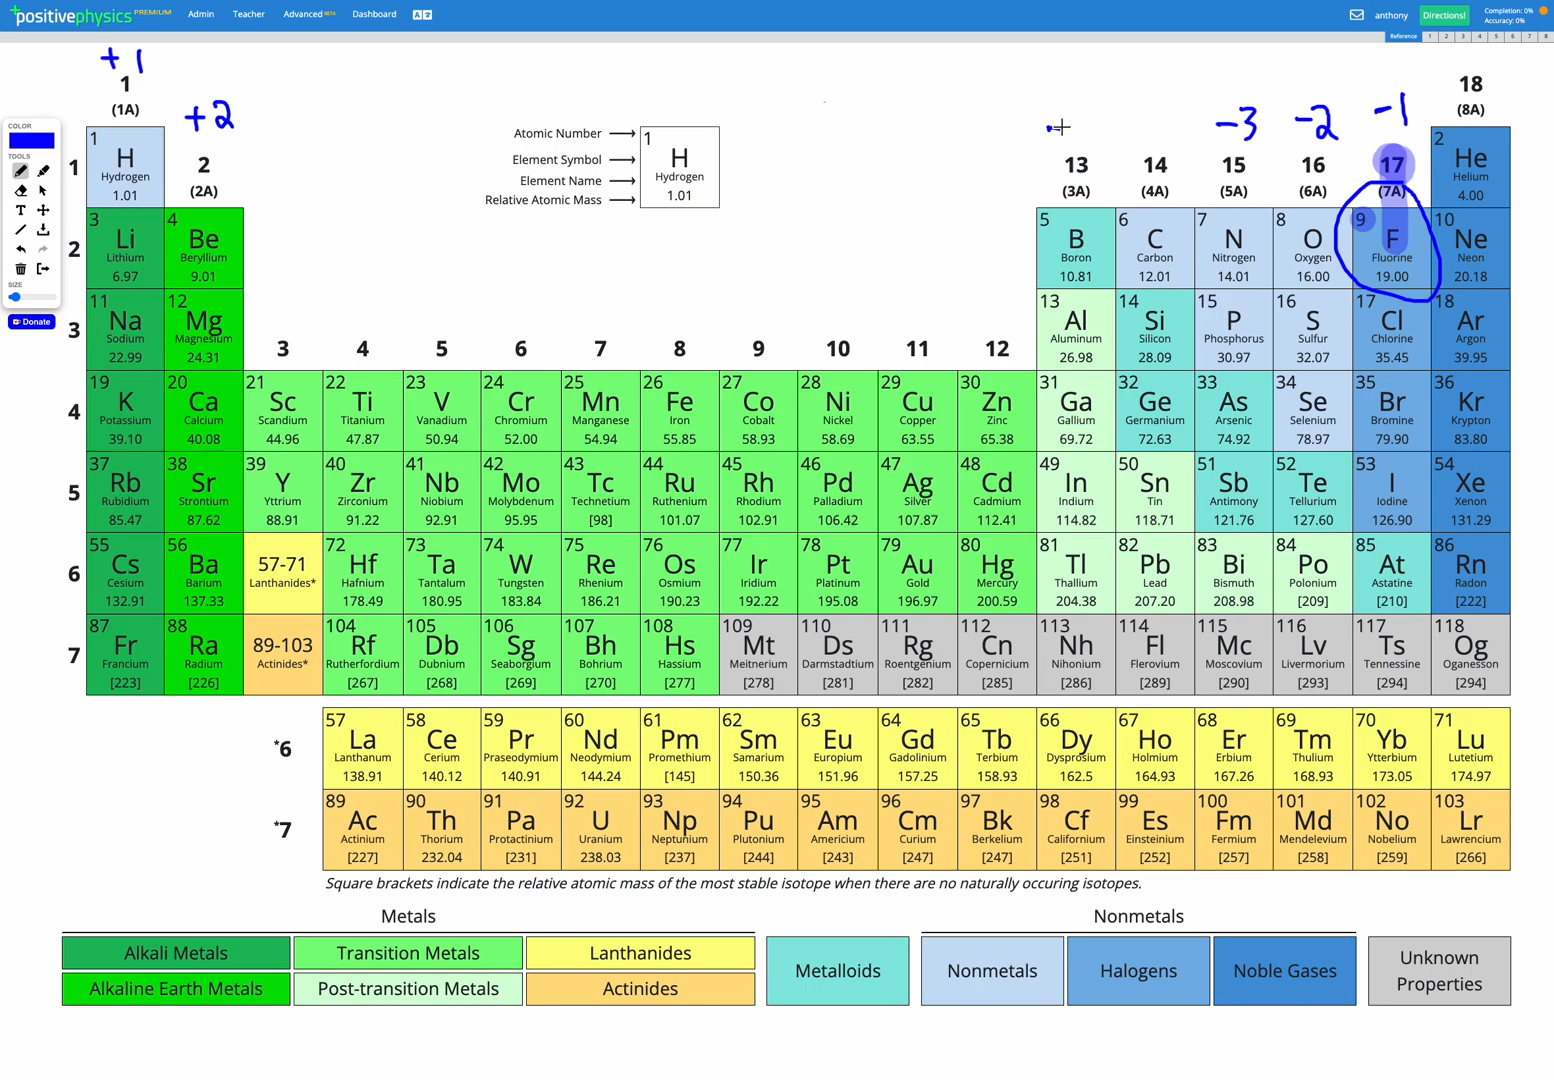 positivephysics PREMIUM Admin Teacher Advanced BETA Dashboard anthony Directions! Completion: 0%
Accuracy: 0%
Reference 1 2 3 4 5 6 7 8
+1
+2
-3 -2 -1
COLOR
TOOLS
T
SIZE
Donate
Atomic Number
Element Symbol
Element Name
Relative Atomic Mass
1
H
Hydrogen
1.01
1 (1A)
2 (2A)
3 4 5 6 7 8 9 10 11 12
13 (3A)
14 (4A)
15 (5A)
16 (6A)
17 (7A)
18 (8A)
1
1 H Hydrogen 1.01
2 He Helium 4.00
2
3 Li Lithium 6.97
4 Be Beryllium 9.01
5 B Boron 10.81
6 C Carbon 12.01
7 N Nitrogen 14.01
8 O Oxygen 16.00
9 F Fluorine 19.00
10 Ne Neon 20.18
3
11 Na Sodium 22.99
12 Mg Magnesium 24.31
13 Al Aluminum 26.98
14 Si Silicon 28.09
15 P Phosphorus 30.97
16 S Sulfur 32.07
17 Cl Chlorine 35.45
18 Ar Argon 39.95
4
19 K Potassium 39.10
20 Ca Calcium 40.08
21 Sc Scandium 44.96
22 Ti Titanium 47.87
23 V Vanadium 50.94
24 Cr Chromium 52.00
25 Mn Manganese 54.94
26 Fe Iron 55.85
27 Co Cobalt 58.93
28 Ni Nickel 58.69
29 Cu Copper 63.55
30 Zn Zinc 65.38
31 Ga Gallium 69.72
32 Ge Germanium 72.63
33 As Arsenic 74.92
34 Se Selenium 78.97
35 Br Bromine 79.90
36 Kr Krypton 83.80
5
37 Rb Rubidium 85.47
38 Sr Strontium 87.62
39 Y Yttrium 88.91
40 Zr Zirconium 91.22
41 Nb Niobium 92.91
42 Mo Molybdenum 95.95
43 Tc Technetium [98]
44 Ru Ruthenium 101.07
45 Rh Rhodium 102.91
46 Pd Palladium 106.42
47 Ag Silver 107.87
48 Cd Cadmium 112.41
49 In Indium 114.82
50 Sn Tin 118.71
51 Sb Antimony 121.76
52 Te Tellurium 127.60
53 I Iodine 126.90
54 Xe Xenon 131.29
6
55 Cs Cesium 132.91
56 Ba Barium 137.33
57-71 Lanthanides*
72 Hf Hafnium 178.49
73 Ta Tantalum 180.95
74 W Tungsten 183.84
75 Re Rhenium 186.21
76 Os Osmium 190.23
77 Ir Iridium 192.22
78 Pt Platinum 195.08
79 Au Gold 196.97
80 Hg Mercury 200.59
81 Tl Thallium 204.38
82 Pb Lead 207.20
83 Bi Bismuth 208.98
84 Po Polonium [209]
85 At Astatine [210]
86 Rn Radon [222]
7
87 Fr Francium [223]
88 Ra Radium [226]
89-103 Actinides*
104 Rf Rutherfordium [267]
105 Db Dubnium [268]
106 Sg Seaborgium [269]
107 Bh Bohrium [270]
108 Hs Hassium [277]
109 Mt Meitnerium [278]
110 Ds Darmstadtium [281]
111 Rg Roentgenium [282]
112 Cn Copernicium [285]
113 Nh Nihonium [286]
114 Fl Flerovium [289]
115 Mc Moscovium [290]
116 Lv Livermorium [293]
117 Ts Tennessine [294]
118 Og Oganesson [294]
*6
57 La Lanthanum 138.91
58 Ce Cerium 140.12
59 Pr Praseodymium 140.91
60 Nd Neodymium 144.24
61 Pm Promethium [145]
62 Sm Samarium 150.36
63 Eu Europium 151.96
64 Gd Gadolinium 157.25
65 Tb Terbium 158.93
66 Dy Dysprosium 162.5
67 Ho Holmium 164.93
68 Er Erbium 167.26
69 Tm Thulium 168.93
70 Yb Ytterbium 173.05
71 Lu Lutetium 174.97
*7
89 Ac Actinium [227]
90 Th Thorium 232.04
91 Pa Protactinium [231]
92 U Uranium 238.03
93 Np Neptunium [237]
94 Pu Plutonium [244]
95 Am Americium [243]
96 Cm Curium [247]
97 Bk Berkelium [247]
98 Cf Californium [251]
99 Es Einsteinium [252]
100 Fm Fermium [257]
101 Md Mendelevium [258]
102 No Nobelium [259]
103 Lr Lawrencium [266]
Square brackets indicate the relative atomic mass of the most stable isotope when there are no naturally occuring isotopes.
Metals Nonmetals
Alkali Metals Transition Metals Lanthanides
Alkaline Earth Metals Post-transition Metals Actinides
Metalloids Nonmetals Halogens Noble Gases
Unknown
Properties